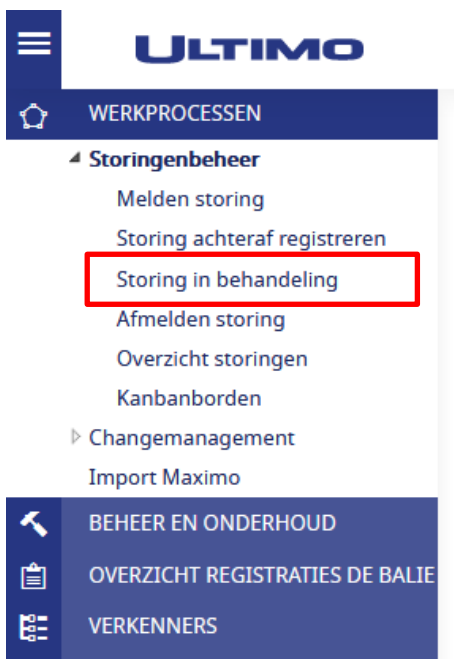 ULTIMO
WERKPROCESSEN
Storingenbeheer
Melden storing
Storing achteraf registreren
Storing in behandeling
Afmelden storing
Overzicht storingen
Kanbanborden
Changemanagement
Import Maximo
BEHEER EN ONDERHOUD
OVERZICHT REGISTRATIES DE BALIE
VERKENNERS